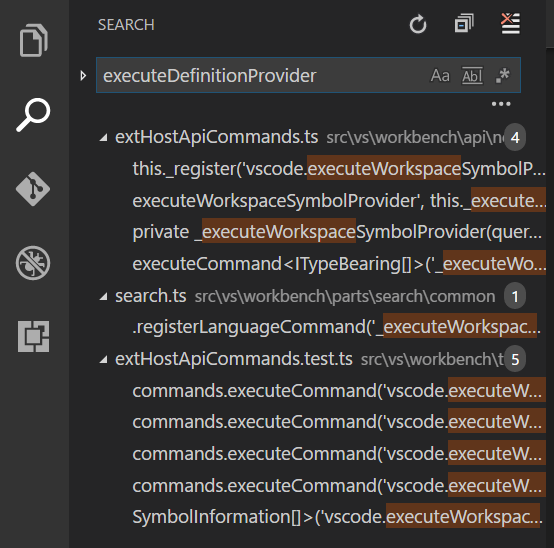 SEARCH
executeDefinitionProvider Aa Ab| .*
...
extHostApiCommands.ts src\vs\workbench\api\n 4
this._register('vscode.executeWorkspaceSymbolP...
executeWorkspaceSymbolProvider', this._execute...
private _executeWorkspaceSymbolProvider(quer...
executeCommand<ITypeBearing[]>('_executeWo...
search.ts src\vs\workbench\parts\search\common 1
.registerLanguageCommand('_executeWorkspac...
extHostApiCommands.test.ts src\vs\workbench\t 5
commands.executeCommand('vscode.executeW...
commands.executeCommand('vscode.executeW...
commands.executeCommand('vscode.executeW...
commands.executeCommand('vscode.executeW...
SymbolInformation[]>('vscode.executeWorkspac...